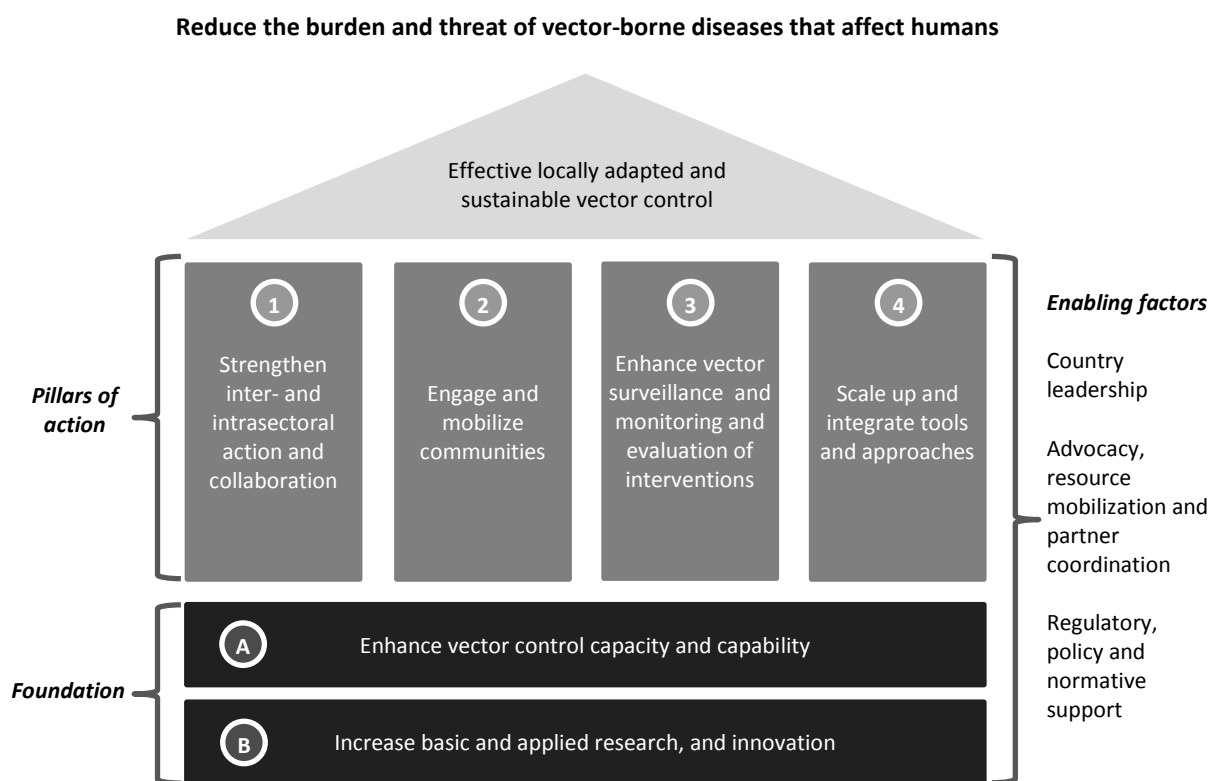 Reduce the burden and threat of vector-borne diseases that affect humans
Effective locally adapted and
sustainable vector control
Pillars of
action
1
Strengthen
inter- and
intrasectoral
action and
collaboration
2
Engage and
mobilize
communities
3
Enhance vector
surveillance and
monitoring and
evaluation of
interventions
4
Scale up and
integrate tools
and approaches
Enabling factors
Country
leadership
Advocacy,
resource
mobilization and
partner
coordination
Regulatory,
policy and
normative
support
Foundation
A
Enhance vector control capacity and capability
B
Increase basic and applied research, and innovation